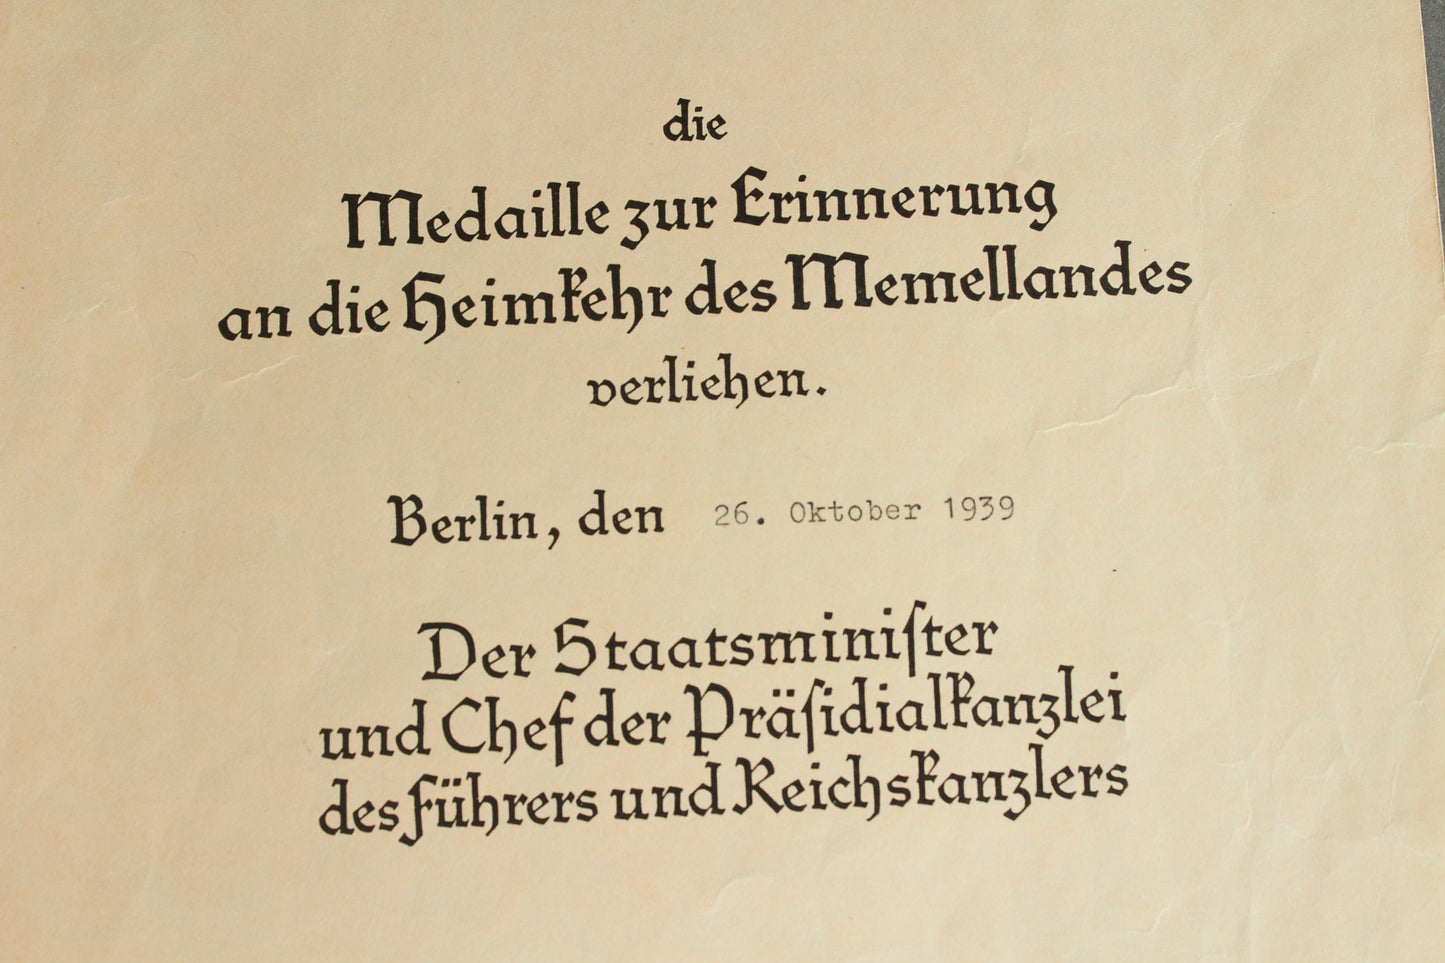 die
Medaille zur Erinnerung
an die Heimkehr des Memellandes
verliehen.
Berlin, den 26. Oktober 1939
Der Staatsminiſter
und Chef der Präſidialkanzlei
des Führers und Reichskanzlers